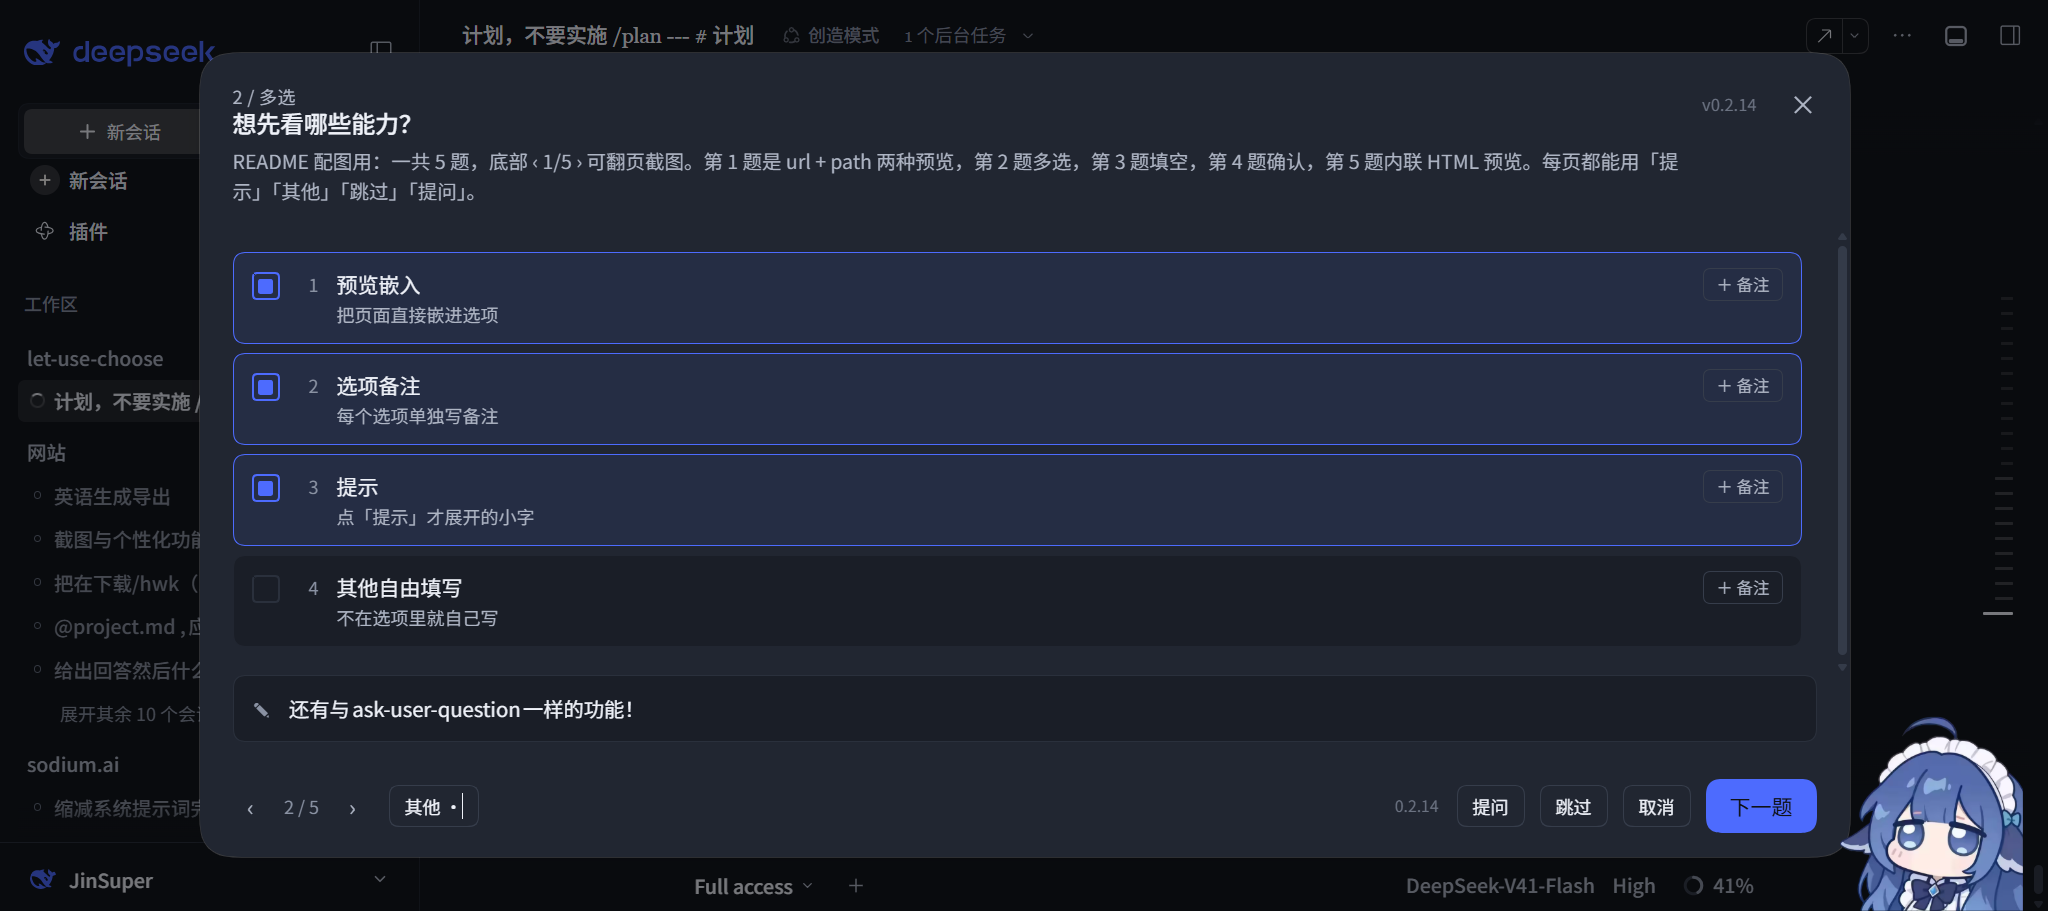 deepseek
计划，不要实施 /plan --- # 计划
创造模式
1 个后台任务
新会话
新会话
插件
工作区
let-use-choose
计划，不要实施 /
网站
英语生成导出
截图与个性化功能
把在下载/hwk（
@project.md ,应
给出回答然后什么
展开其余 10 个会
sodium.ai
缩减系统提示词完
JinSuper
2 / 多选
v0.2.14
想先看哪些能力？
README 配图用：一共 5 题，底部 ‹ 1/5 › 可翻页截图。第 1 题是 url + path 两种预览，第 2 题多选，第 3 题填空，第 4 题确认，第 5 题内联 HTML 预览。每页都能用「提
示」「其他」「跳过」「提问」。
1 预览嵌入
+ 备注
把页面直接嵌进选项
2 选项备注
+ 备注
每个选项单独写备注
3 提示
+ 备注
点「提示」才展开的小字
4 其他自由填写
+ 备注
不在选项里就自己写
还有与 ask-user-question 一样的功能！
‹ 2 / 5 ›
其他 •
0.2.14
提问
跳过
取消
下一题
Full access
DeepSeek-V41-Flash High 41%